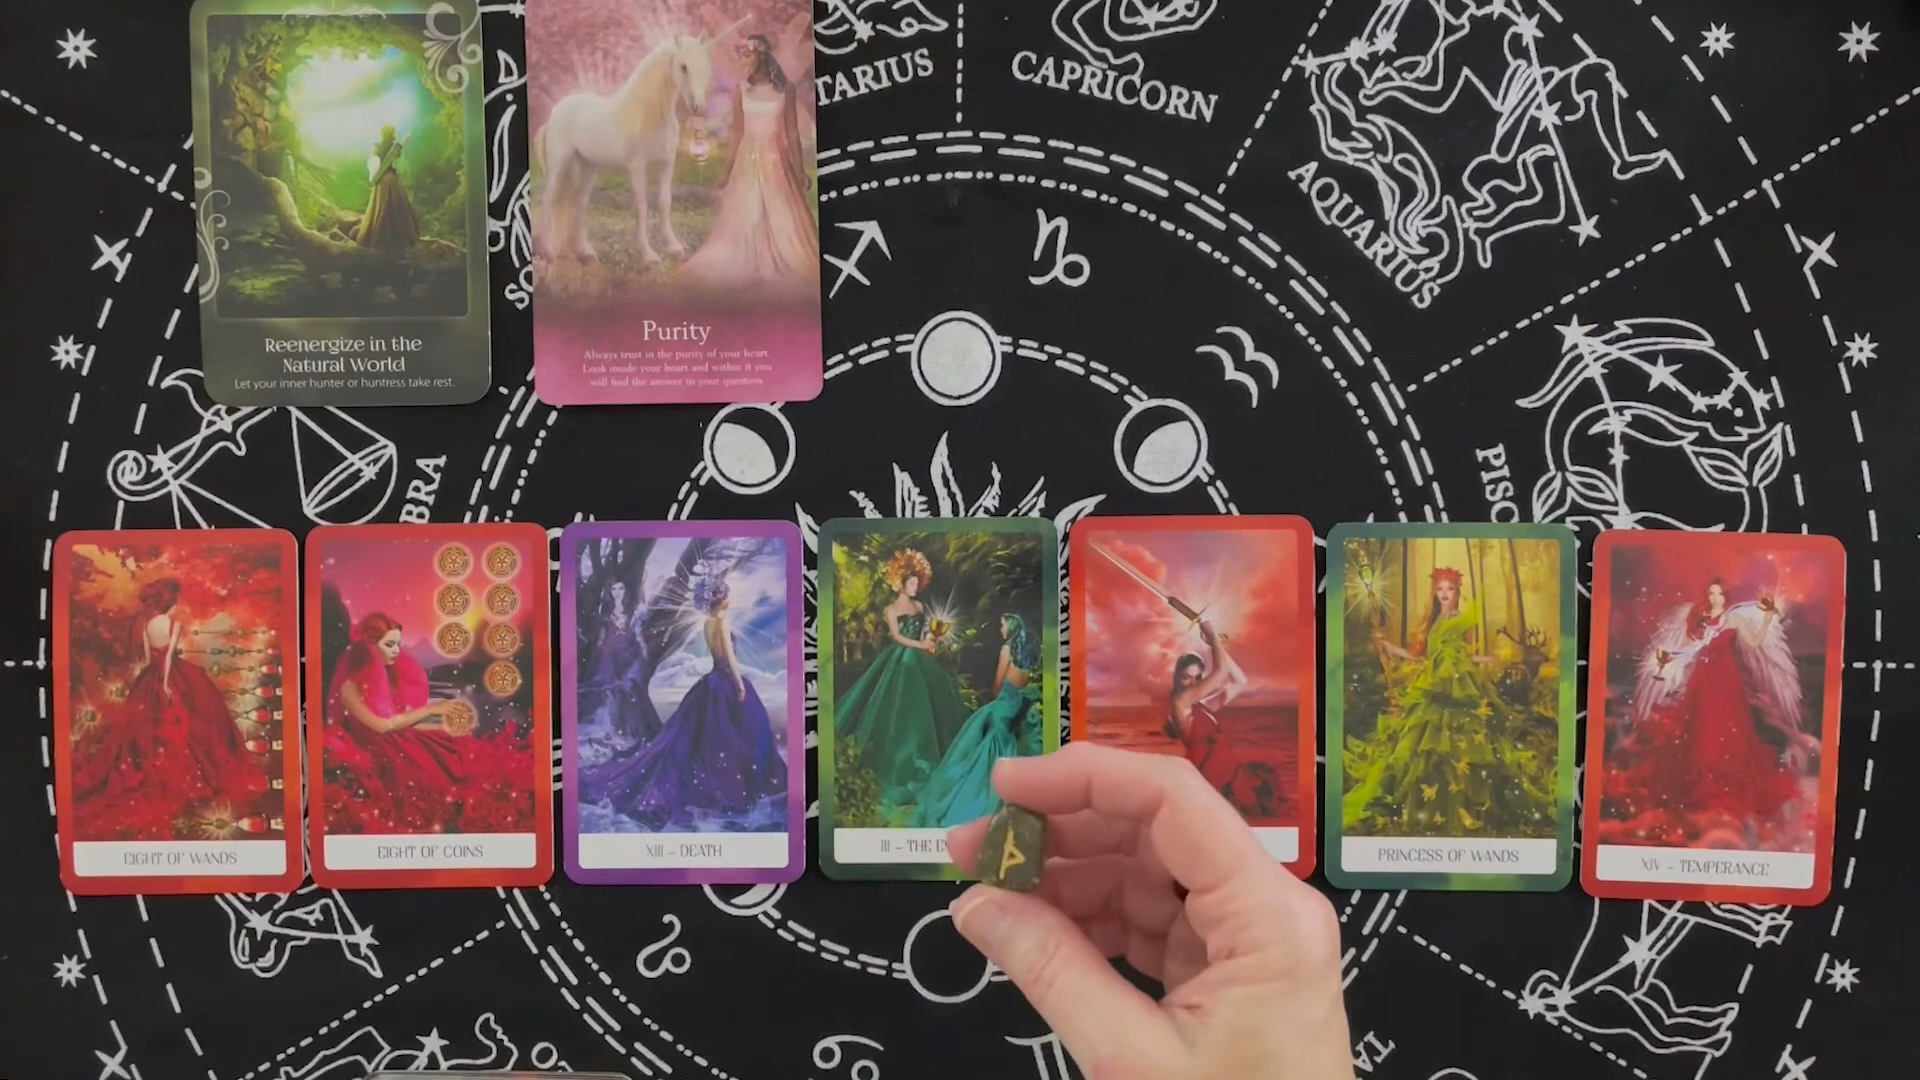 TARIUS
CAPRICORN
AQUARIUS
Reenergize in the
Natural World
Let your inner hunter or huntress take rest.
Purity
Always trust in the purity of your heart
Look inside your heart and within it you
will find the answer to your question
BRA
PISC
EIGHT OF WANDS
EIGHT OF COINS
XIII – DEATH
III – THE E
PRINCESS OF WANDS
XIV – TEMPERANCE
TA